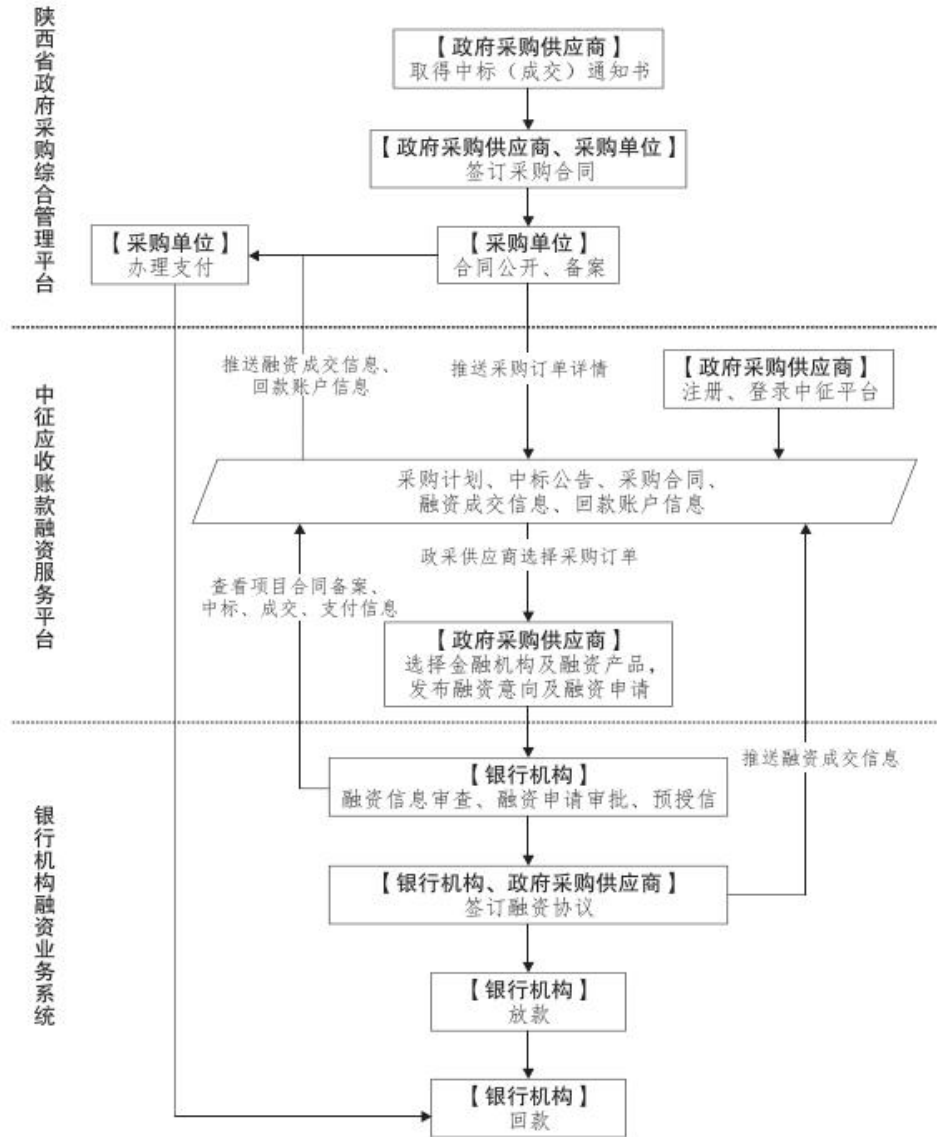 陕西省政府采购综合管理平台
【政府采购供应商】
取得中标（成交）通知书
【政府采购供应商、采购单位】
签订采购合同
【采购单位】
办理支付
【采购单位】
合同公开、备案
中征应收账款融资服务平台
推送融资成交信息、
回款账户信息
推送采购订单详情
【政府采购供应商】
注册、登录中征平台
采购计划、中标公告、采购合同、
融资成交信息、回款账户信息
政采供应商选择采购订单
查看项目合同备案、
中标、成交、支付信息
【政府采购供应商】
选择金融机构及融资产品，
发布融资意向及融资申请
银行机构融资业务系统
【银行机构】
融资信息审查、融资申请审批、预授信
推送融资成交信息
【银行机构、政府采购供应商】
签订融资协议
【银行机构】
放款
【银行机构】
回款